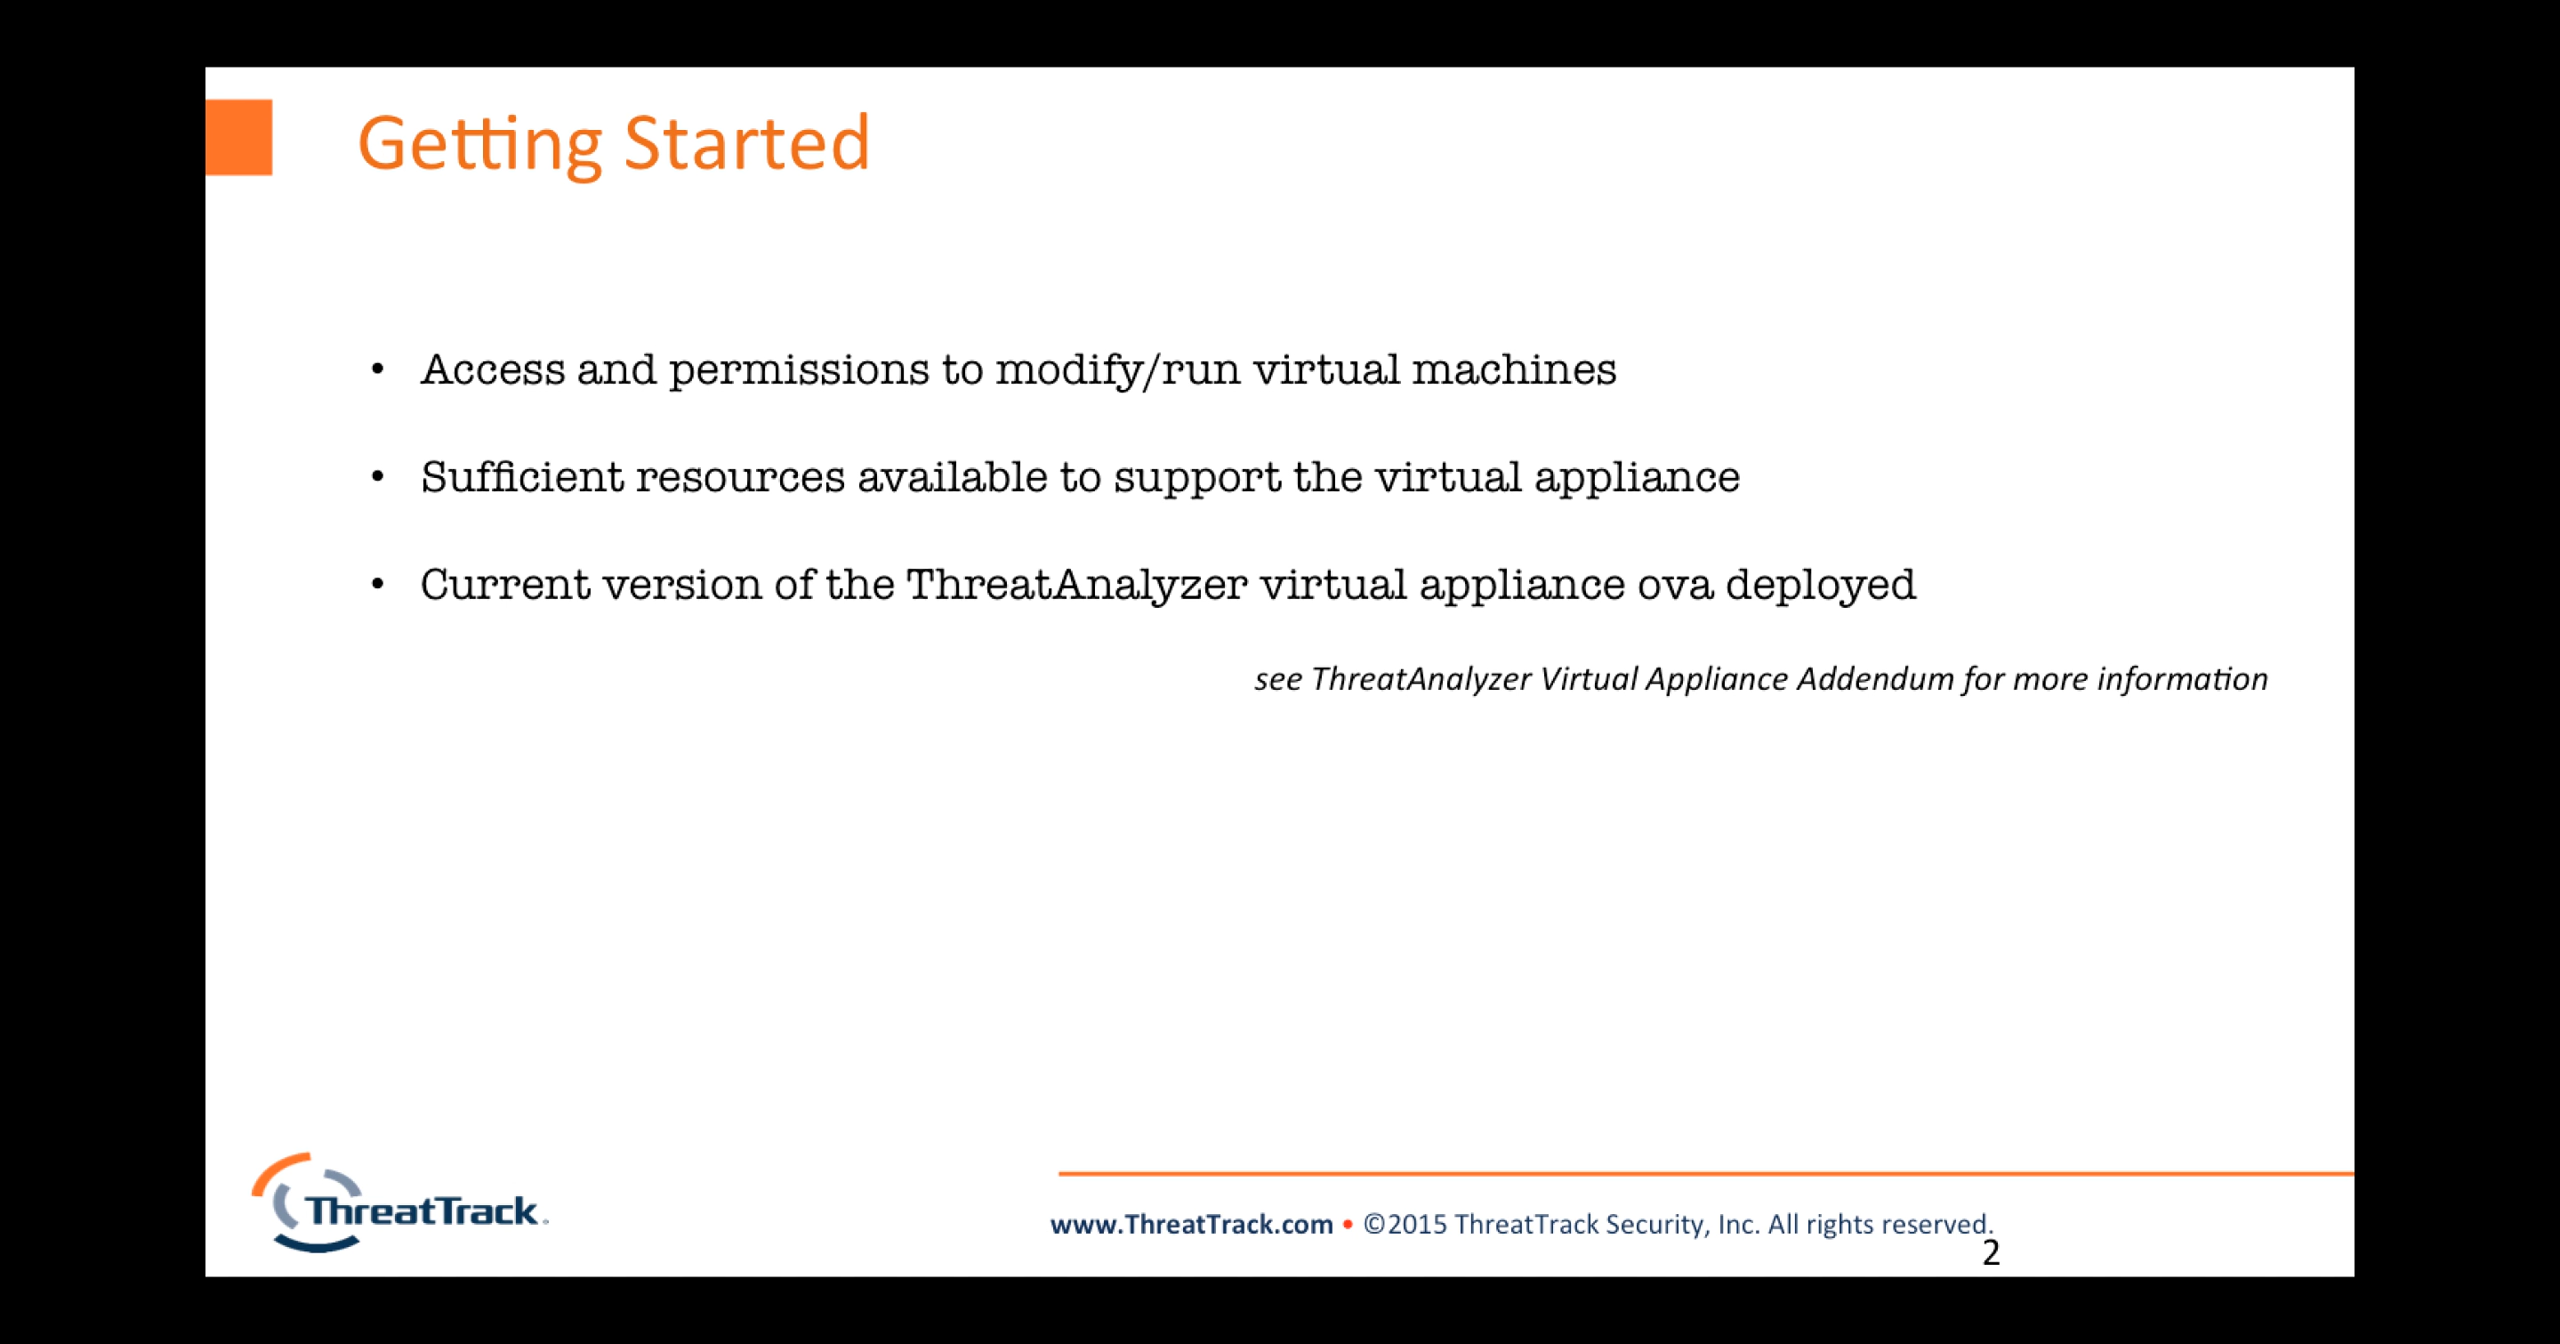 Getting Started
• Access and permissions to modify/run virtual machines
• Sufficient resources available to support the virtual appliance
• Current version of the ThreatAnalyzer virtual appliance ova deployed
see ThreatAnalyzer Virtual Appliance Addendum for more information
ThreatTrack
www.ThreatTrack.com • ©2015 ThreatTrack Security, Inc. All rights reserved.
2